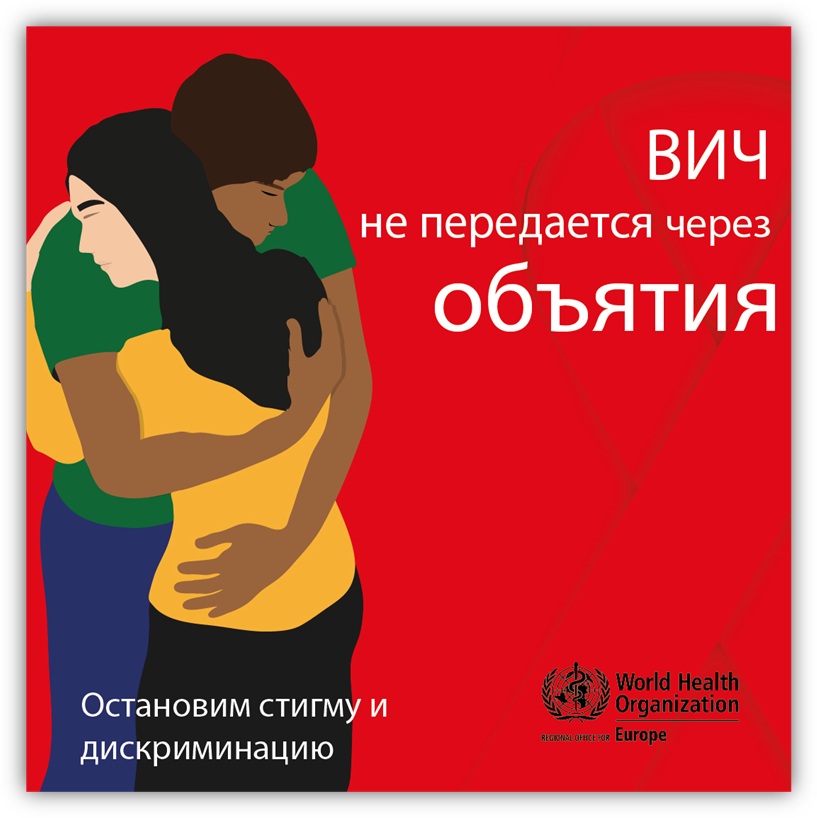 ВИЧ
не передается через
объятия
Остановим стигму и
дискриминацию
World Health
Organization
REGIONAL OFFICE FOR Europe